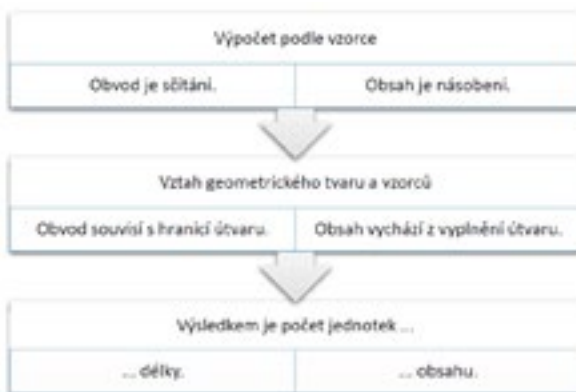 Výpočet podle vzorce
Obvod je sčítání. Obsah je násobení.
Vztah geometrického tvaru a vzorců
Obvod souvisí s hranicí útvaru. Obsah vychází z vyplnění útvaru.
Výsledkem je počet jednotek ...
... délky. ... obsahu.